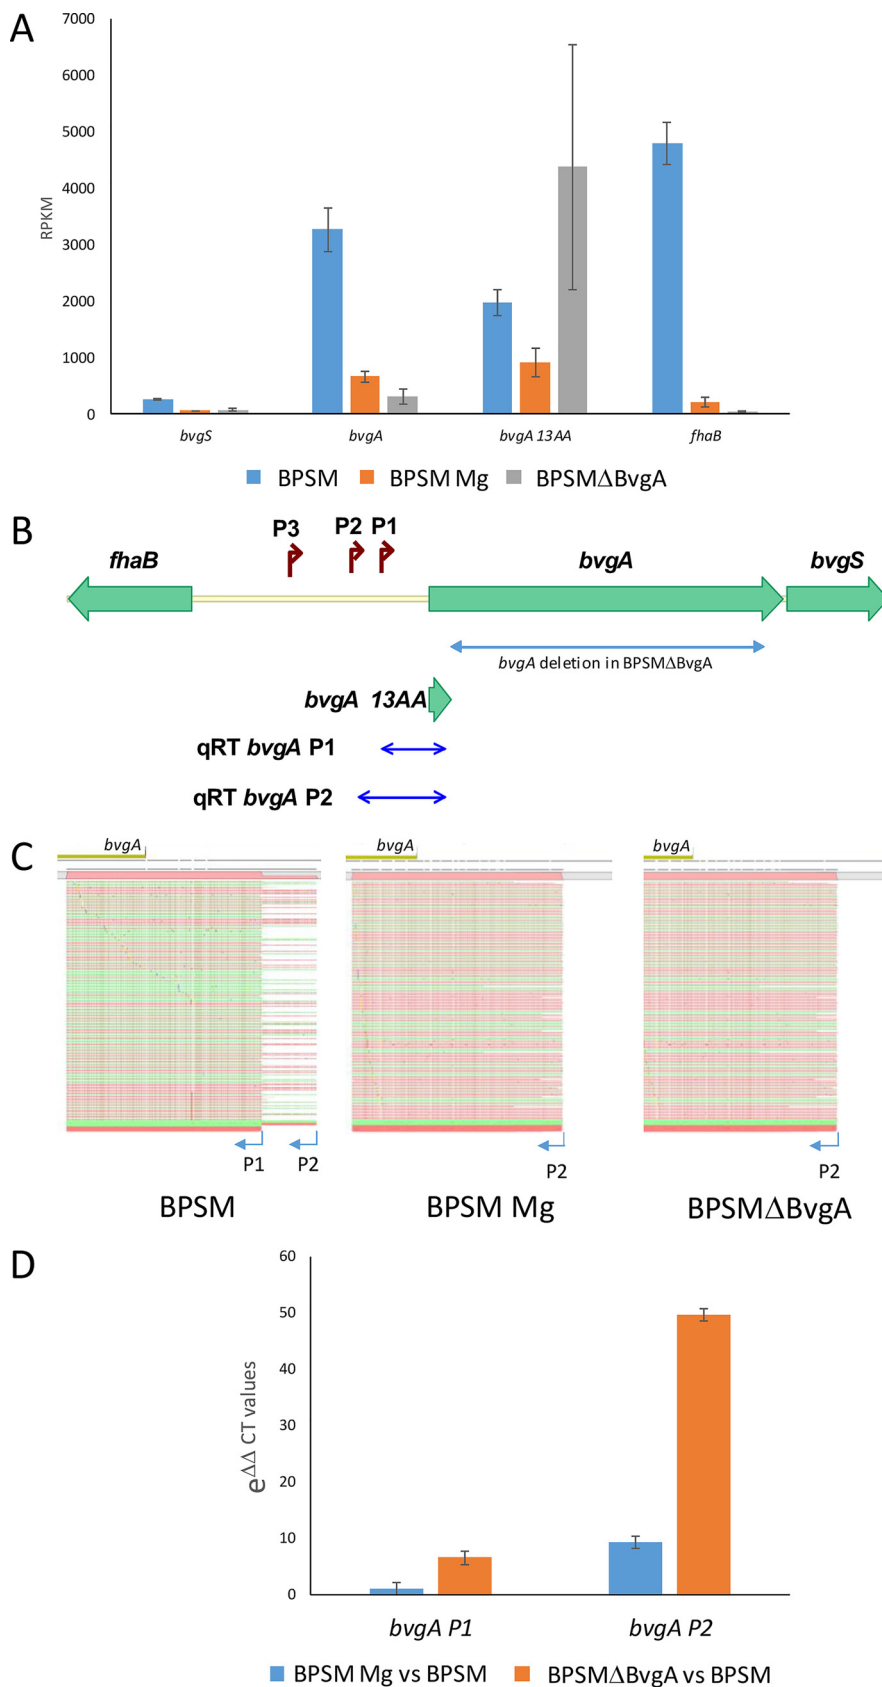 A
7000
6000
5000
4000
3000
2000
1000
0
RPKM
bvgS bvgA bvgA 13AA fhaB
BPSM BPSM Mg BPSMΔBvgA
B
P3 P2 P1
fhaB bvgA bvgS
bvgA deletion in BPSMΔBvgA
bvgA 13AA
qRT bvgA P1
qRT bvgA P2
C
bvgA bvgA bvgA
P1 P2 P2 P2
BPSM BPSM Mg BPSMΔBvgA
D
60
50
40
30
20
10
0
e^ΔΔ CT values
bvgA P1 bvgA P2
BPSM Mg vs BPSM BPSMΔBvgA vs BPSM